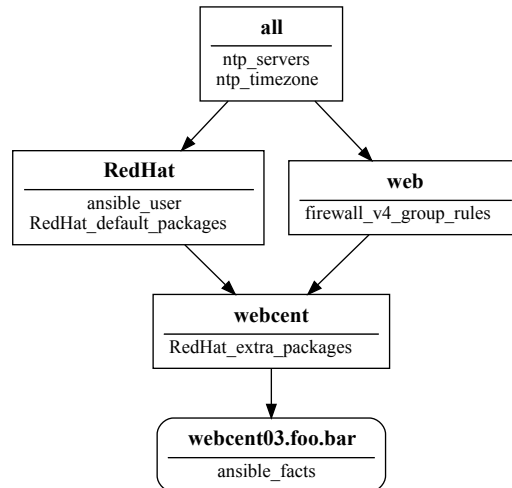 all
ntp_servers
ntp_timezone
RedHat
ansible_user
RedHat_default_packages
web
firewall_v4_group_rules
webcent
RedHat_extra_packages
webcent03.foo.bar
ansible_facts